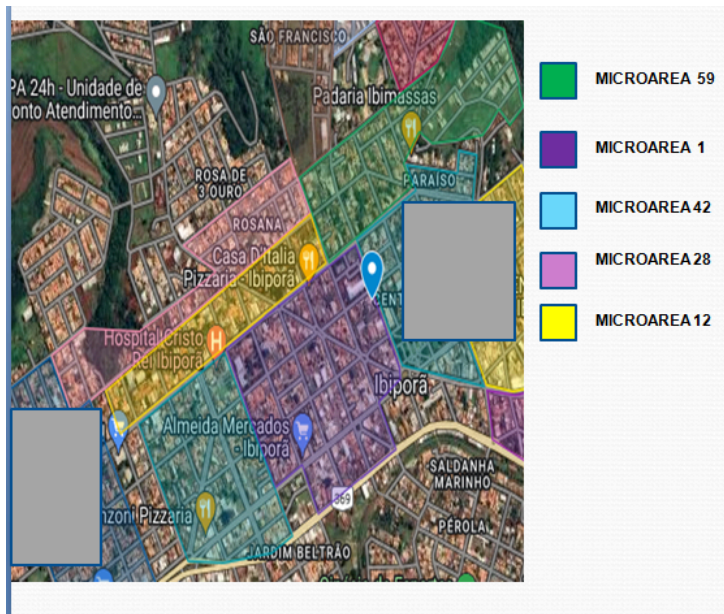 SÃO FRANCISCO
PA 24h - Unidade de
onto Atendimento...
Padaria Ibimassas
ROSA DE
3 OURO
PARAÍSO
ROSANA
Casa D'Italia
Pizzaria - Ibiporã
CENT
Hospital Cristo
Rei Ibiporã
Ibiporã
Almeida Mercados
- Ibiporã
SALDANHA
MARINHO
369
nzoni Pizzaria
PÉROLA
JARDIM BELTRÃO
MICROAREA 59
MICROAREA 1
MICROAREA 42
MICROAREA 28
MICROAREA 12